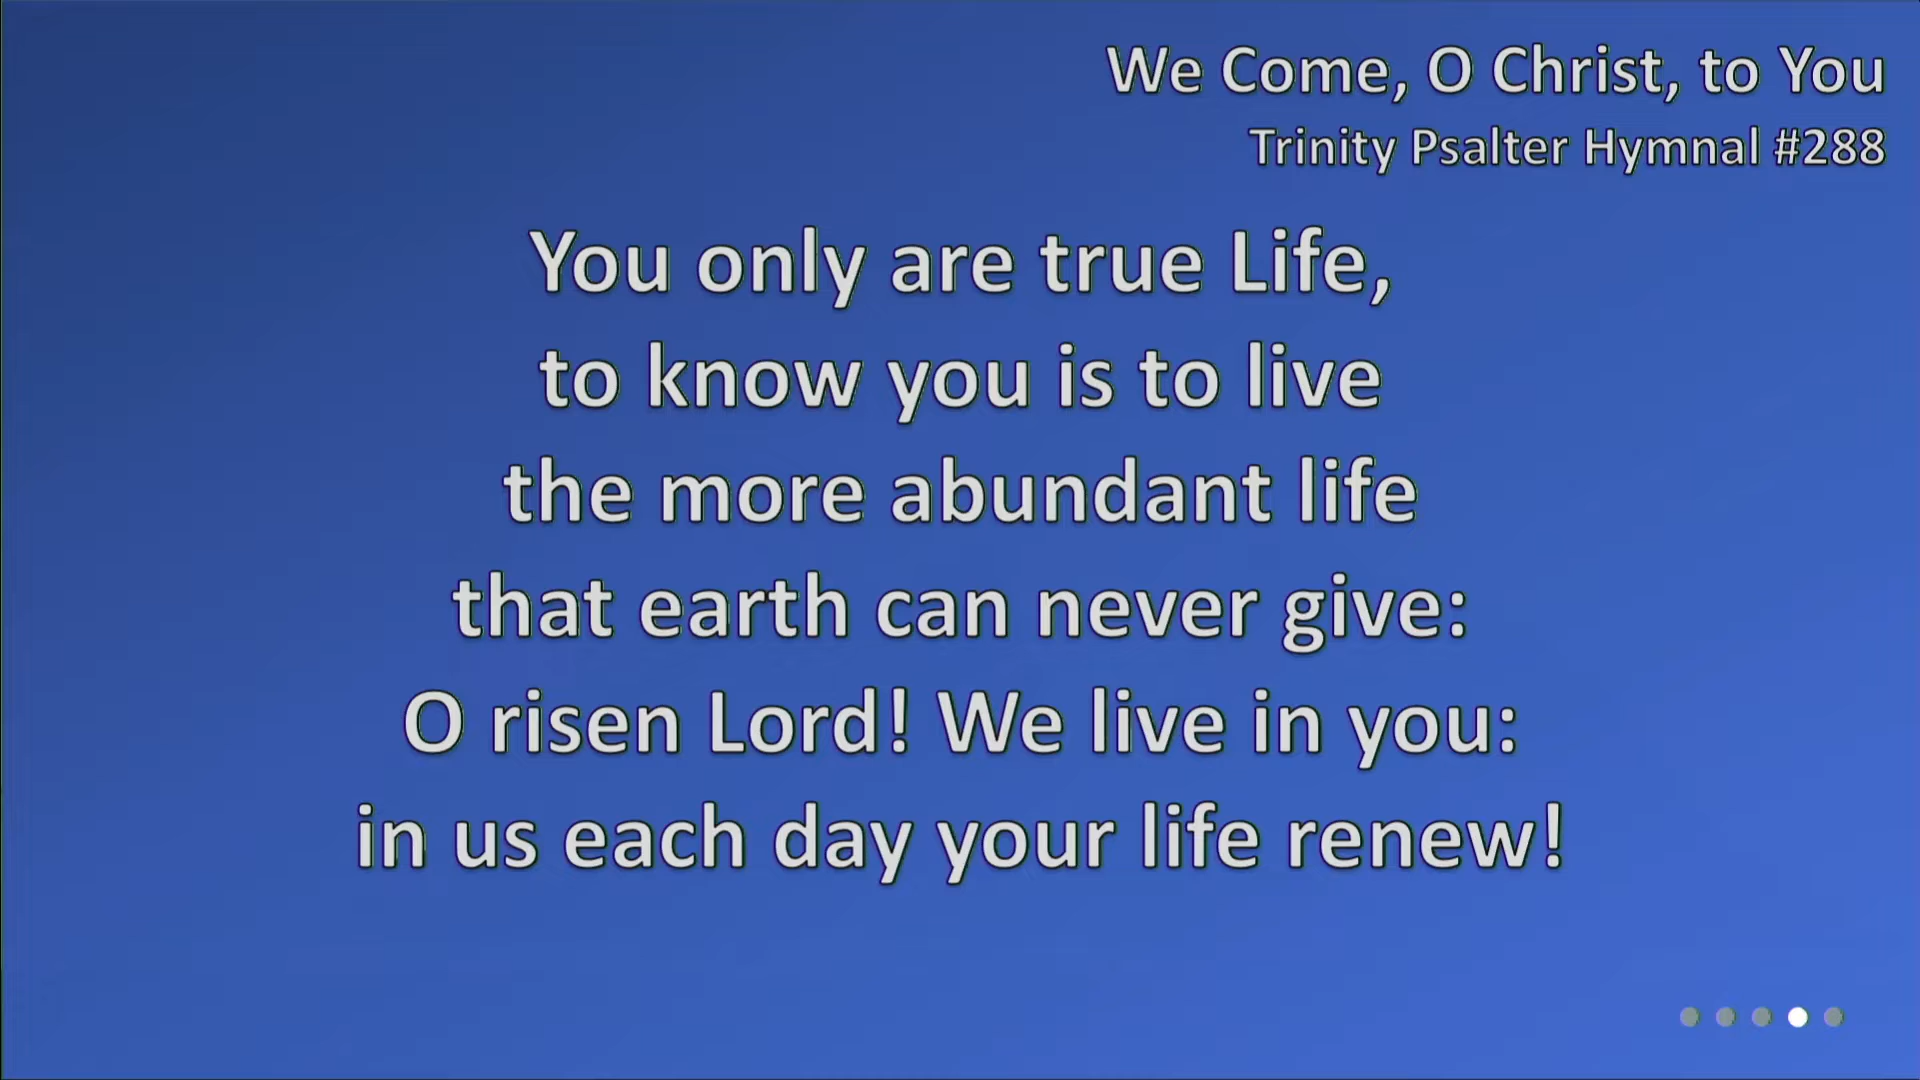 We Come, O Christ, to You
Trinity Psalter Hymnal #288
You only are true Life,
to know you is to live
the more abundant life
that earth can never give:
O risen Lord! We live in you:
in us each day your life renew!